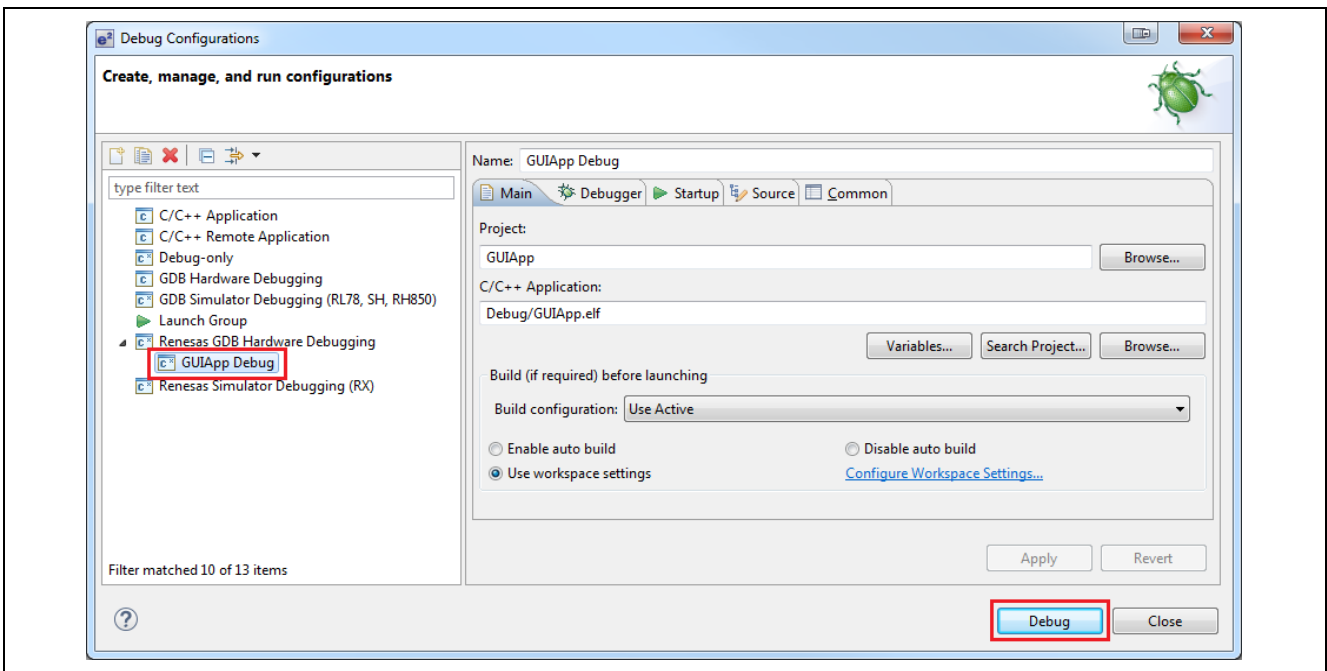 e² Debug Configurations
Create, manage, and run configurations
type filter text
C/C++ Application
C/C++ Remote Application
Debug-only
GDB Hardware Debugging
GDB Simulator Debugging (RL78, SH, RH850)
Launch Group
Renesas GDB Hardware Debugging
GUIApp Debug
Renesas Simulator Debugging (RX)
Filter matched 10 of 13 items
Name: GUIApp Debug
Main Debugger Startup Source Common
Project:
GUIApp Browse...
C/C++ Application:
Debug/GUIApp.elf
Variables... Search Project... Browse...
Build (if required) before launching
Build configuration: Use Active
Enable auto build Disable auto build
Use workspace settings Configure Workspace Settings...
Apply Revert
? Debug Close